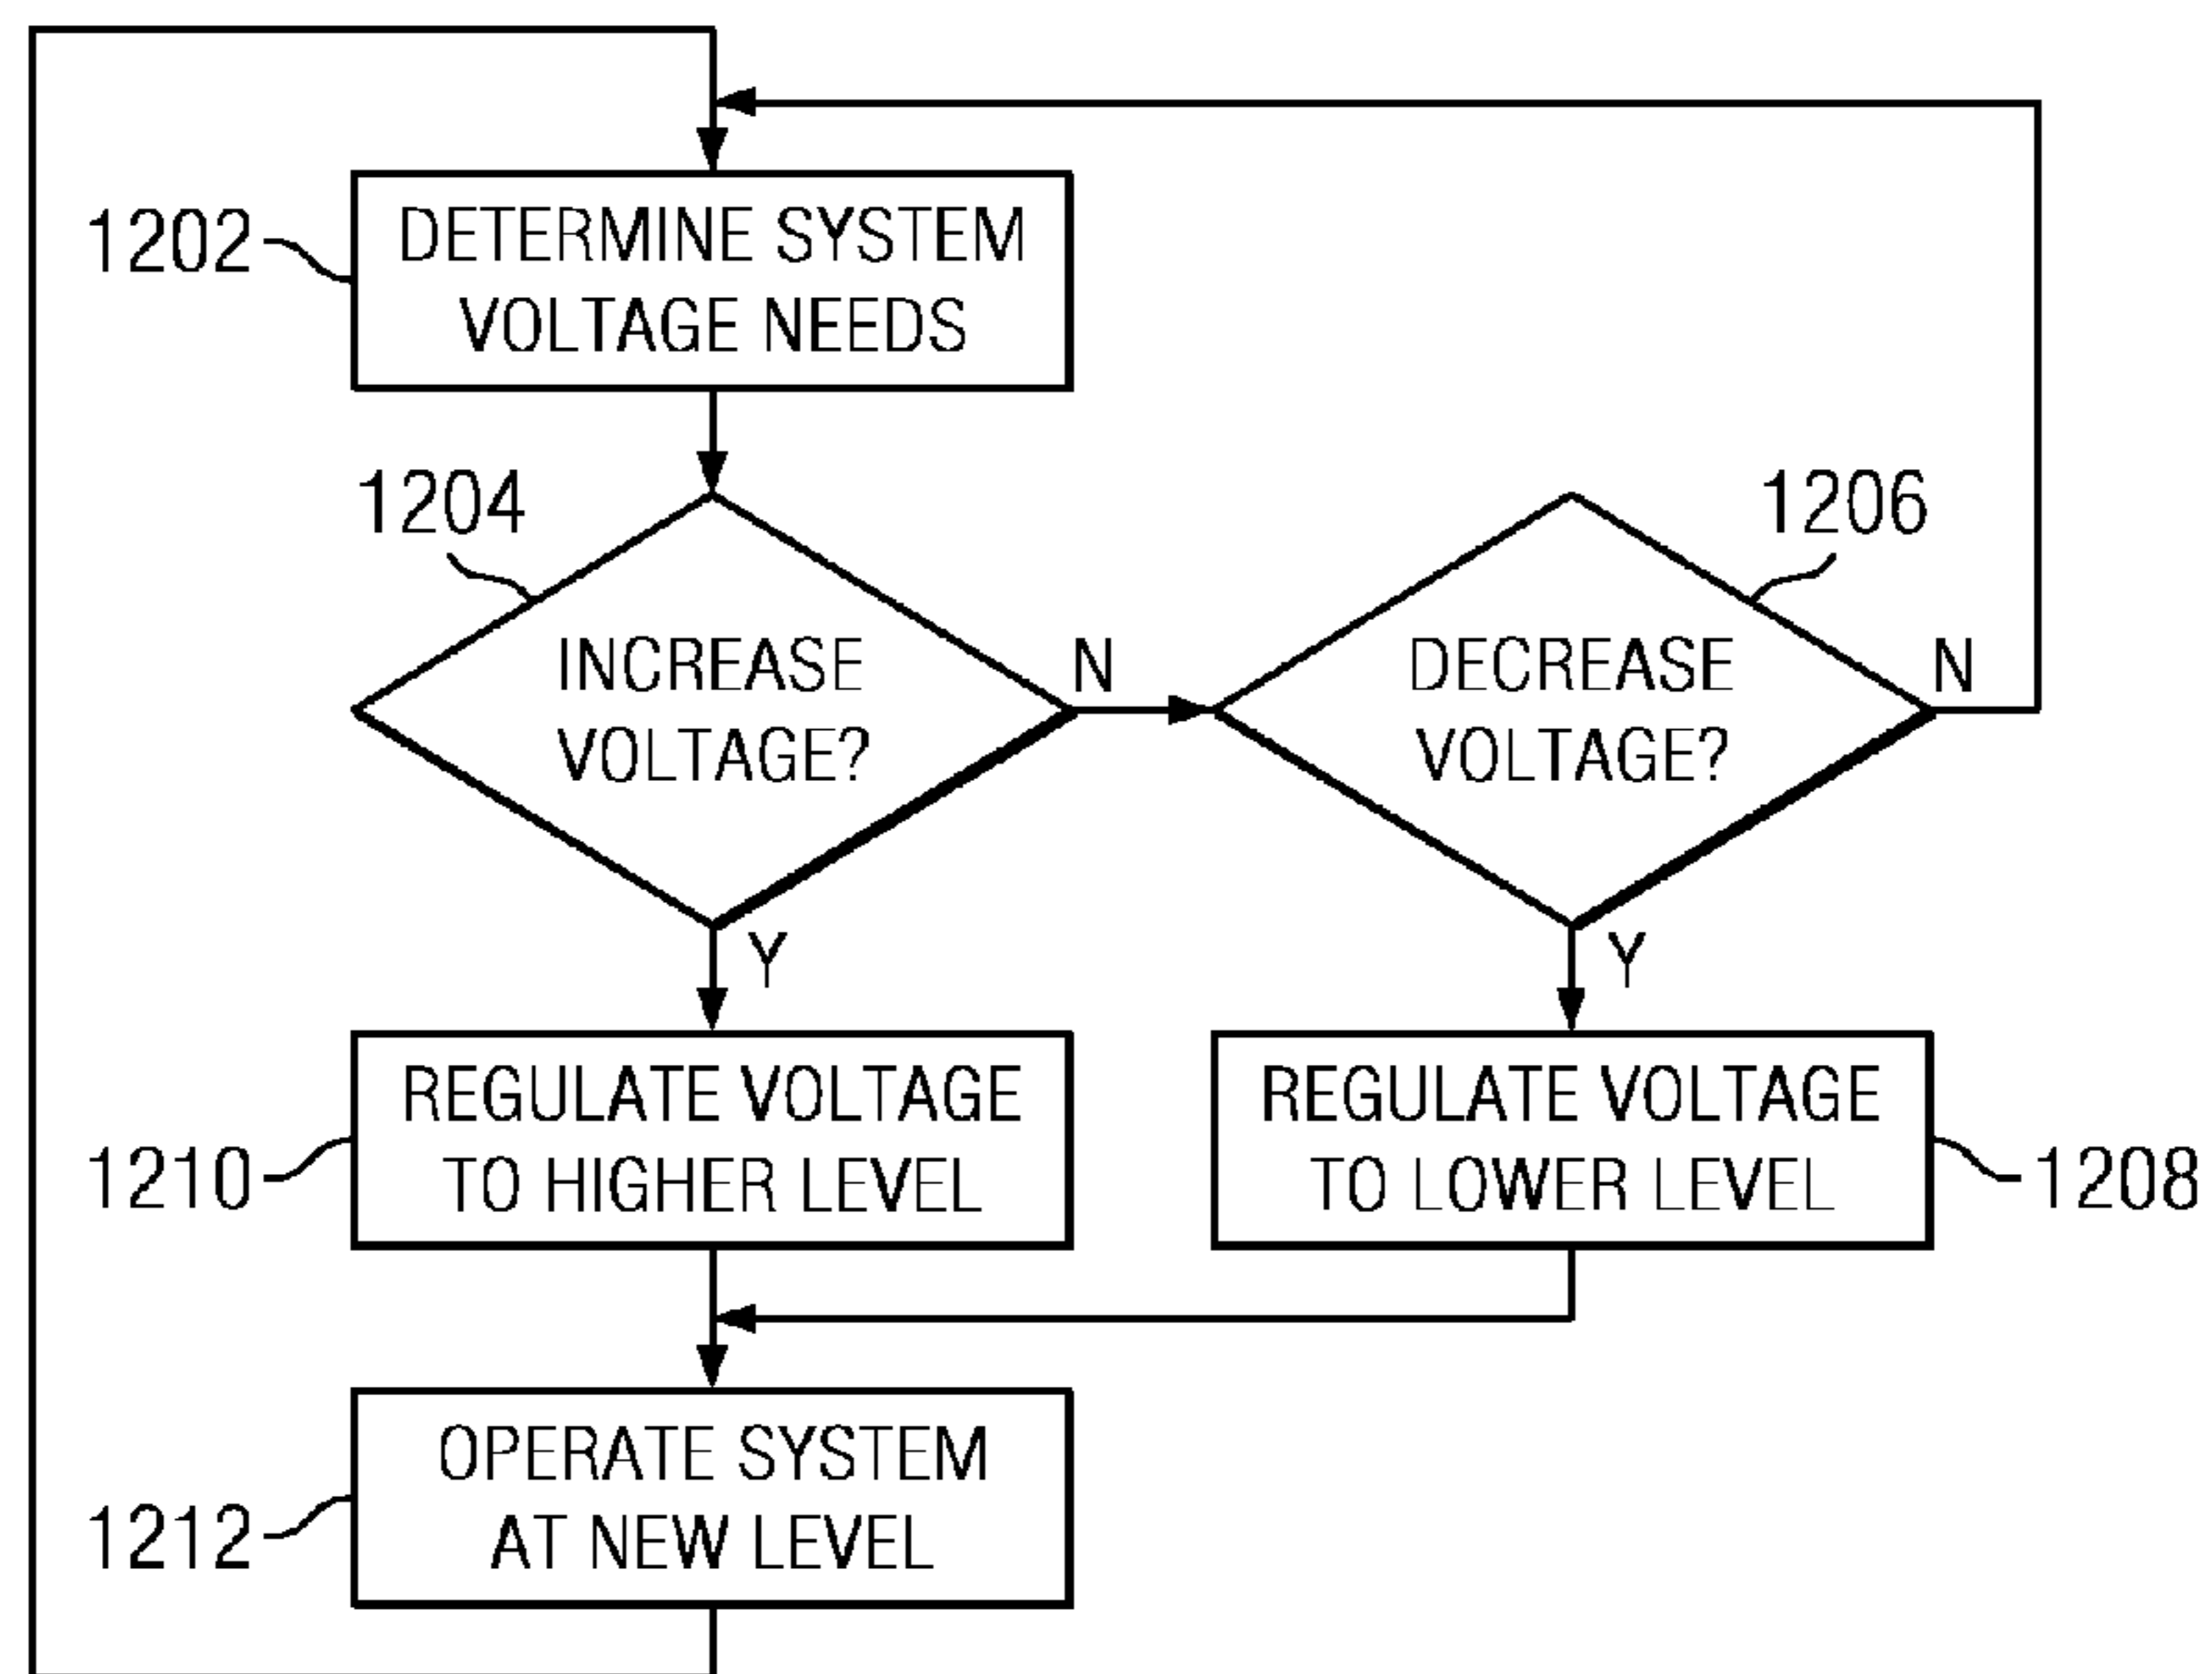 1202
DETERMINE SYSTEM
VOLTAGE NEEDS
1204
INCREASE
VOLTAGE?
N
Y
1206
DECREASE
VOLTAGE?
N
Y
1210
REGULATE VOLTAGE
TO HIGHER LEVEL
REGULATE VOLTAGE
TO LOWER LEVEL
1208
1212
OPERATE SYSTEM
AT NEW LEVEL